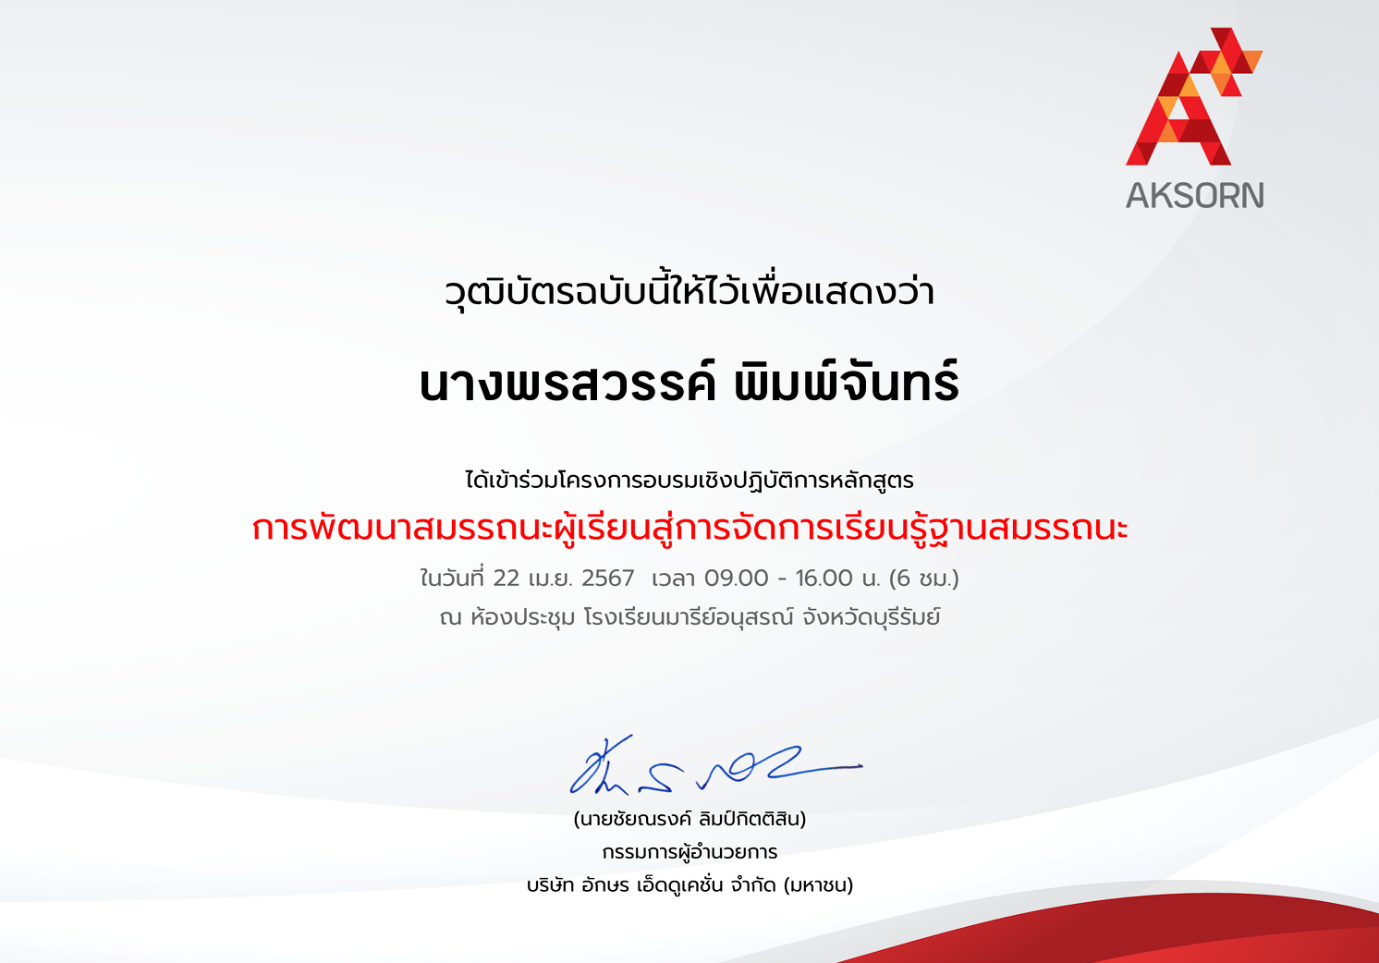 AKSORN
วุฒิบัตรฉบับนี้ให้ไว้เพื่อแสดงว่า
นางพรสวรรค์ พิมพ์จันทร์
ได้เข้าร่วมโครงการอบรมเชิงปฏิบัติการหลักสูตร
การพัฒนาสมรรถนะผู้เรียนสู่การจัดการเรียนรู้ฐานสมรรถนะ
ในวันที่ 22 เม.ย. 2567 เวลา 09.00 - 16.00 น. (6 ชม.)
ณ ห้องประชุม โรงเรียนมารีย์อนุสรณ์ จังหวัดบุรีรัมย์
(นายชัยณรงค์ ลิมป์กิตติสิน)
กรรมการผู้อำนวยการ
บริษัท อักษร เอ็ดดูเคชั่น จำกัด (มหาชน)